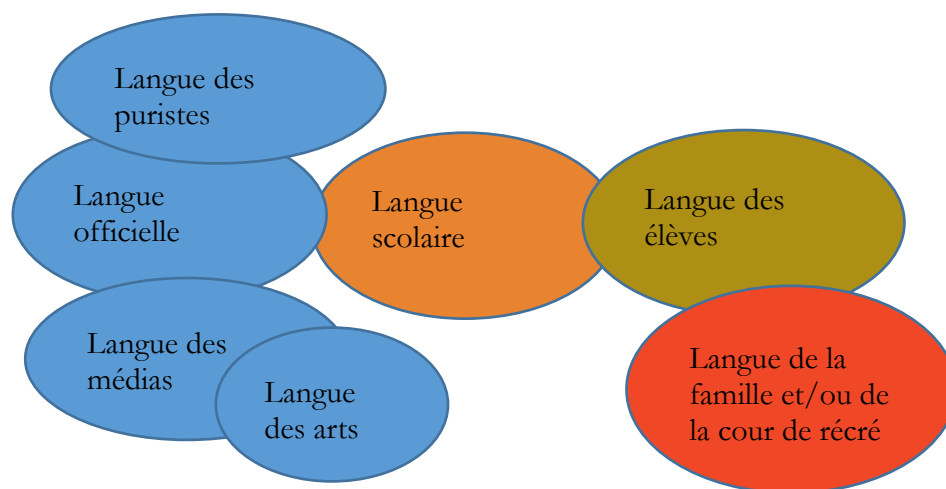 Langue des
puristes
Langue
officielle
Langue
scolaire
Langue des
élèves
Langue des
médias
Langue
des arts
Langue de la
famille et/ou de
la cour de récré